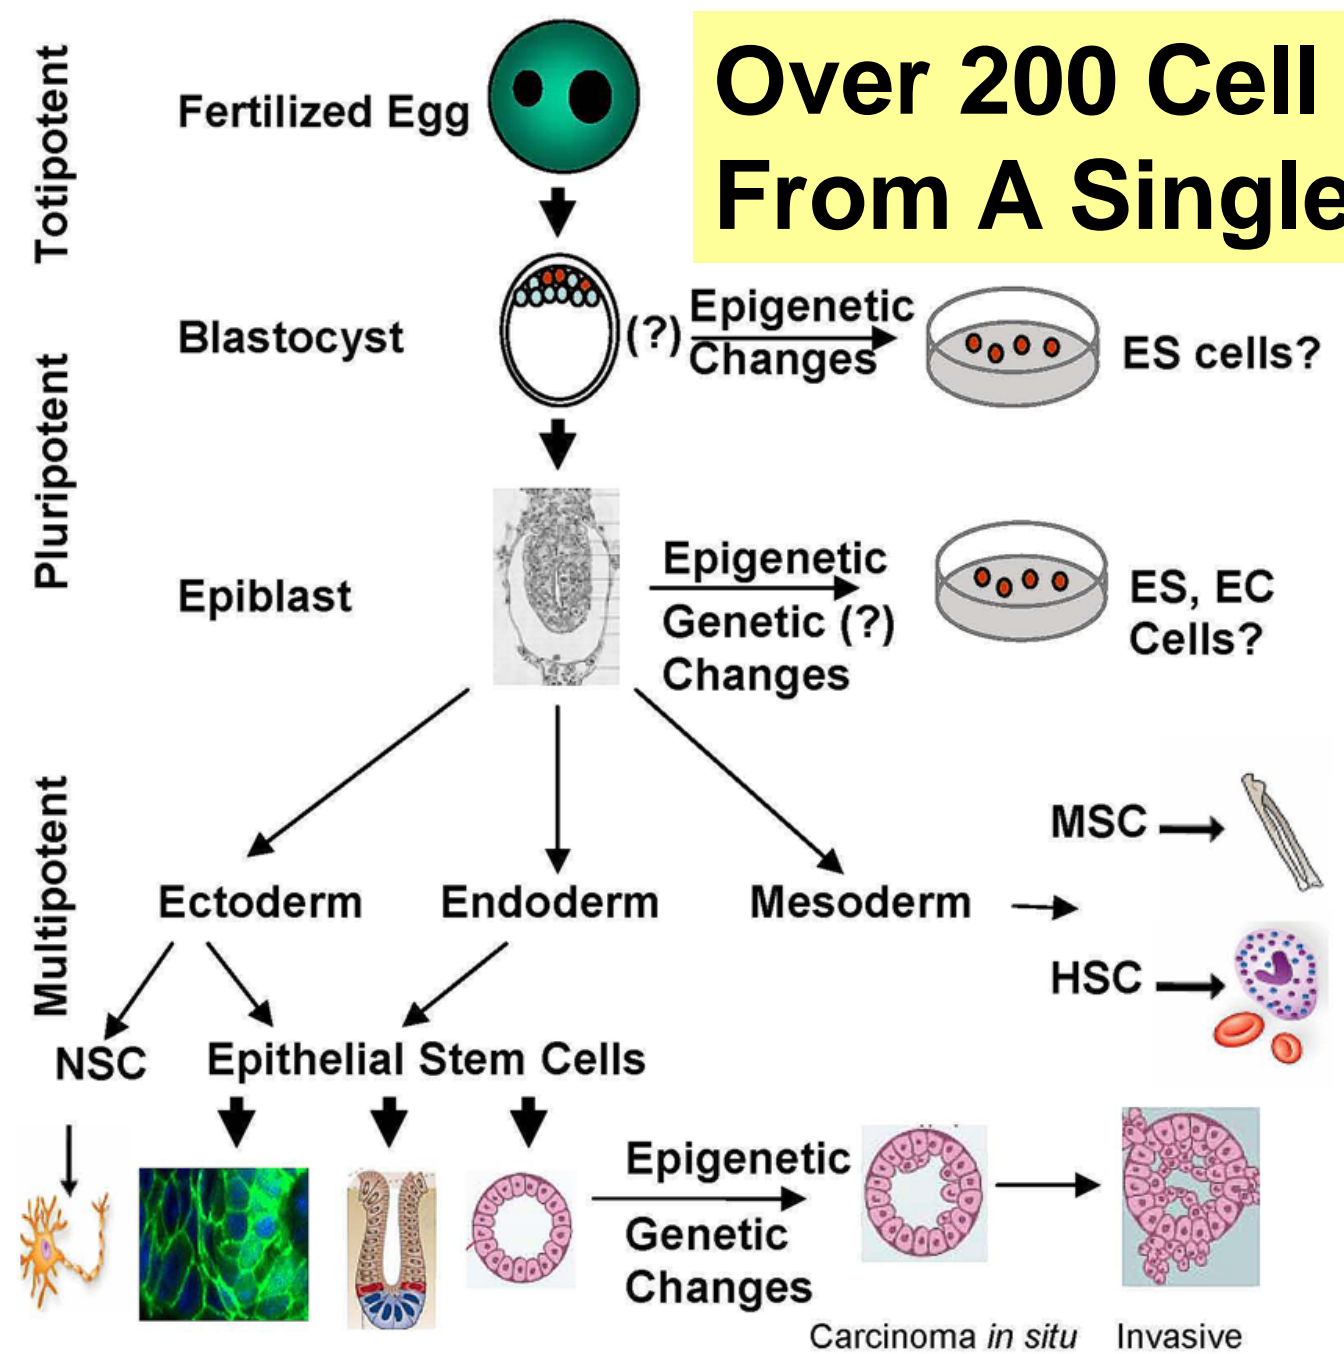 Over 200 Cell
From A Single
Totipotent
Fertilized Egg
Blastocyst
(?)
Epigenetic
Changes
ES cells?
Pluripotent
Epiblast
Epigenetic
Genetic (?)
Changes
ES, EC
Cells?
Multipotent
Ectoderm
Endoderm
Mesoderm
MSC
HSC
NSC
Epithelial Stem Cells
Epigenetic
Genetic
Changes
Carcinoma in situ
Invasive